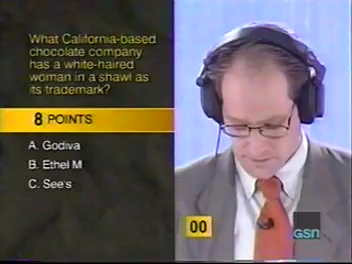 What California-based
chocolate company
has a white-haired
woman in a shawl as
its trademark?
8 POINTS
A. Godiva
B. Ethel M
C. See's
00
GSN